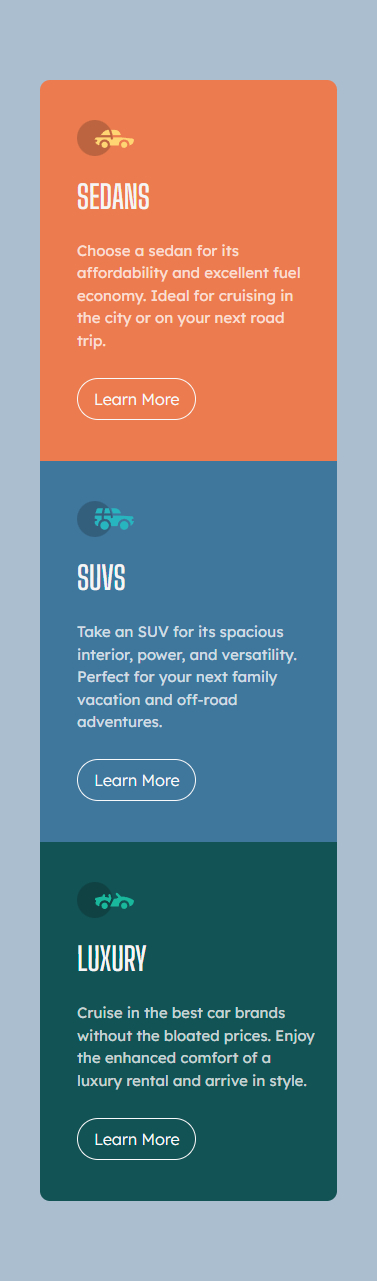 SEDANS
Choose a sedan for its
affordability and excellent fuel
economy. Ideal for cruising in
the city or on your next road
trip.
Learn More
SUVS
Take an SUV for its spacious
interior, power, and versatility.
Perfect for your next family
vacation and off-road
adventures.
Learn More
LUXURY
Cruise in the best car brands
without the bloated prices. Enjoy
the enhanced comfort of a
luxury rental and arrive in style.
Learn More